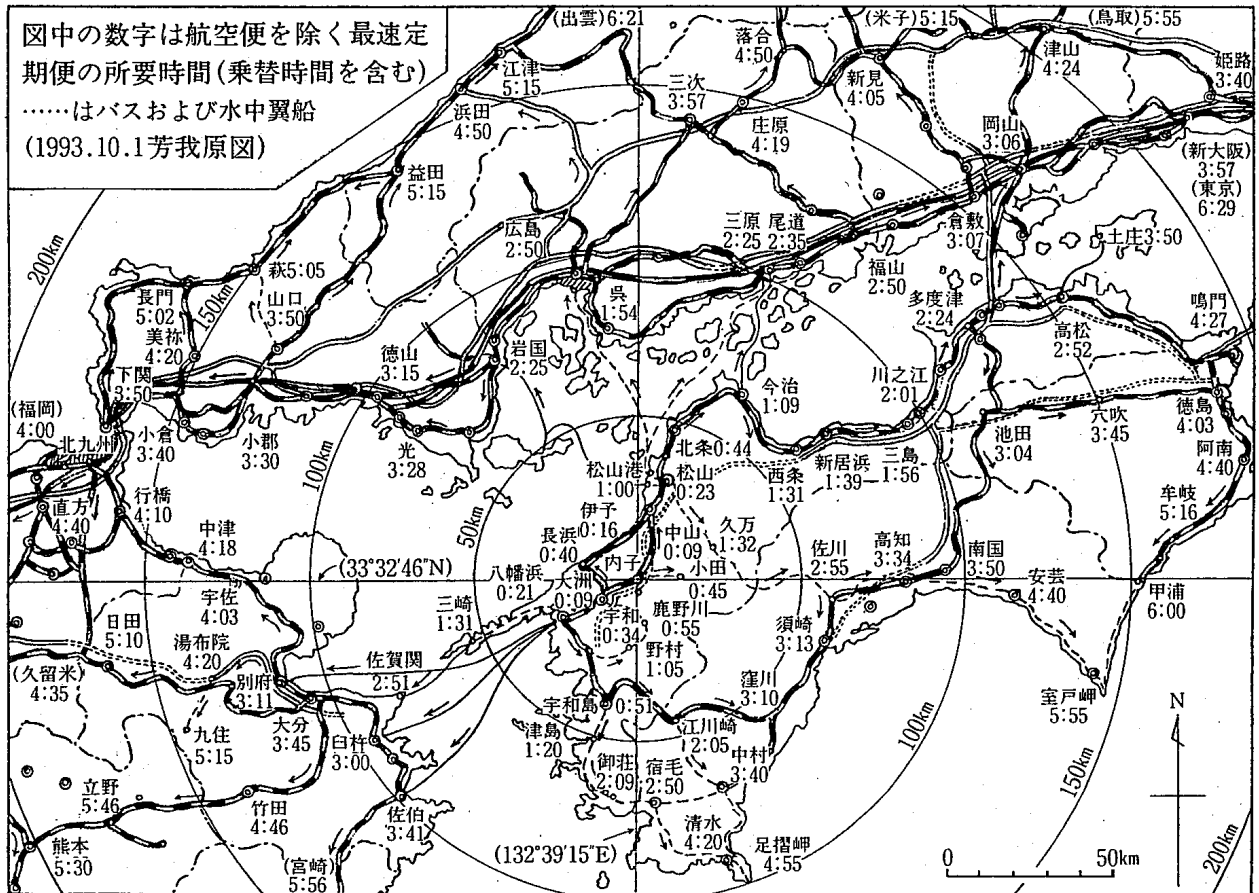 図中の数字は航空便を除く最速定
期便の所要時間(乗替時間を含む)
……はバスおよび水中翼船
(1993.10.1芳我原図)
(出雲)6:21
(米子)5:15
(鳥取)5:55
江津
5:15
浜田
4:50
益田
5:15
落合
4:50
三次
3:57
庄原
4:19
新見
4:05
津山
4:24
姫路
3:40
岡山
3:06
(新大阪)
3:57
(東京)
6:29
200km
萩5:05
長門
5:02
150km
山口
3:50
美祢
4:20
下関
3:50
(福岡)
4:00
北九州
小倉
3:40
小郡
3:30
徳山
3:15
光
3:28
岩国
2:25
広島
2:50
呉
1:54
三原
2:25
尾道
2:35
福山
2:50
倉敷
3:07
土庄3:50
多度津
2:24
高松
2:52
鳴門
4:27
川之江
2:01
今治
1:09
北条0:44
松山港
1:00
松山
0:23
西条
1:31
新居浜
1:39
三島
1:56
池田
3:04
穴吹
3:45
徳島
4:03
阿南
4:40
牟岐
5:16
甲浦
6:00
直方
4:40
行橋
4:10
中津
4:18
100km
50km
伊予
0:16
長浜
0:40
中山
0:09
久万
1:32
内子
小田
0:45
八幡浜
0:21
大洲
0:09
(33°32′46″N)
宇佐
4:03
日田
5:10
湯布院
4:20
(久留米)
4:35
別府
3:11
佐賀関
2:51
三崎
1:31
宇和
0:34
鹿野川
0:55
野村
1:05
佐川
2:55
高知
3:34
南国
3:50
安芸
4:40
須崎
3:13
窪川
3:10
室戸岬
5:55
九住
5:15
大分
3:45
臼杵
3:00
宇和島
0:51
津島
1:20
江川崎
2:05
中村
3:40
御荘
2:09
宿毛
2:50
清水
4:20
足摺岬
4:55
立野
5:46
竹田
4:46
佐伯
3:41
熊本
5:30
(宮崎)
5:56
(132°39′15″E)
100km
150km
200km
N
0
50km